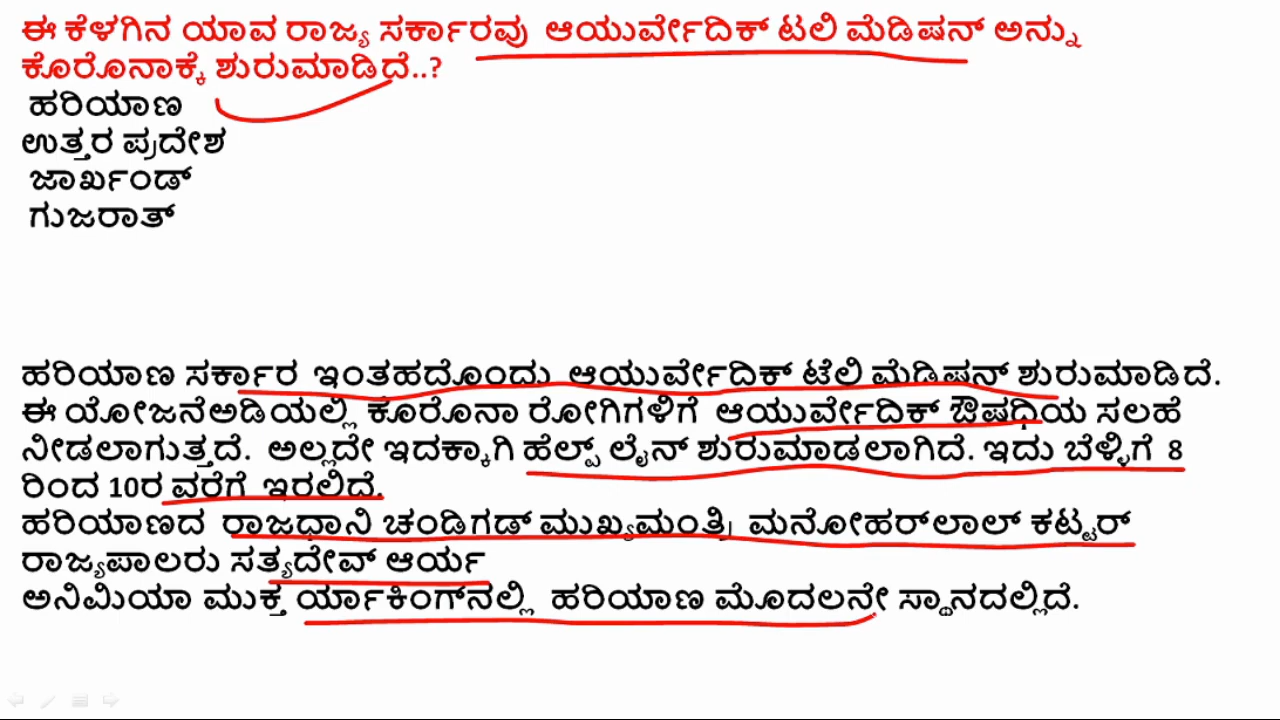 ಈ ಕೆಳಗಿನ ಯಾವ ರಾಜ್ಯ ಸರ್ಕಾರವು ಆಯುರ್ವೇದಿಕ್ ಟಲಿ ಮೆಡಿಷನ್ ಅನ್ನು
ಕೊರೊನಾಕ್ಕೆ ಶುರುಮಾಡಿದೆ..?
ಹರಿಯಾಣ
ಉತ್ತರ ಪ್ರದೇಶ
ಜಾರ್ಖಂಡ್
ಗುಜರಾತ್
ಹರಿಯಾಣ ಸರ್ಕಾರ ಇಂತಹದೊಂದು ಆಯುರ್ವೇದಿಕ್ ಟೆಲಿ ಮೆಡಿಷನ್ ಶುರುಮಾಡಿದೆ.
ಈ ಯೋಜನೆಅಡಿಯಲ್ಲಿ ಕೊರೊನಾ ರೋಗಿಗಳಿಗೆ ಆಯುರ್ವೇದಿಕ್ ಔಷಧಿಯ ಸಲಹೆ
ನೀಡಲಾಗುತ್ತದೆ. ಅಲ್ಲದೇ ಇದಕ್ಕಾಗಿ ಹೆಲ್ಪ್ ಲೈನ್ ಶುರುಮಾಡಲಾಗಿದೆ. ಇದು ಬೆಳ್ಳಿಗೆ 8
ರಿಂದ 10ರ ವರೆಗೆ ಇರಲಿದೆ.
ಹರಿಯಾಣದ ರಾಜಧಾನಿ ಚಂಡಿಗಡ್ ಮುಖ್ಯಮಂತ್ರಿ ಮನೋಹರ್‌ಲಾಲ್ ಕಟ್ಟರ್
ರಾಜ್ಯಪಾಲರು ಸತ್ಯದೇವ್ ಆರ್ಯ
ಅನಿಮಿಯಾ ಮುಕ್ತ ರ್ಯಾಕಿಂಗ್‌ನಲ್ಲಿ ಹರಿಯಾಣ ಮೊದಲನೇ ಸ್ಥಾನದಲ್ಲಿದೆ.